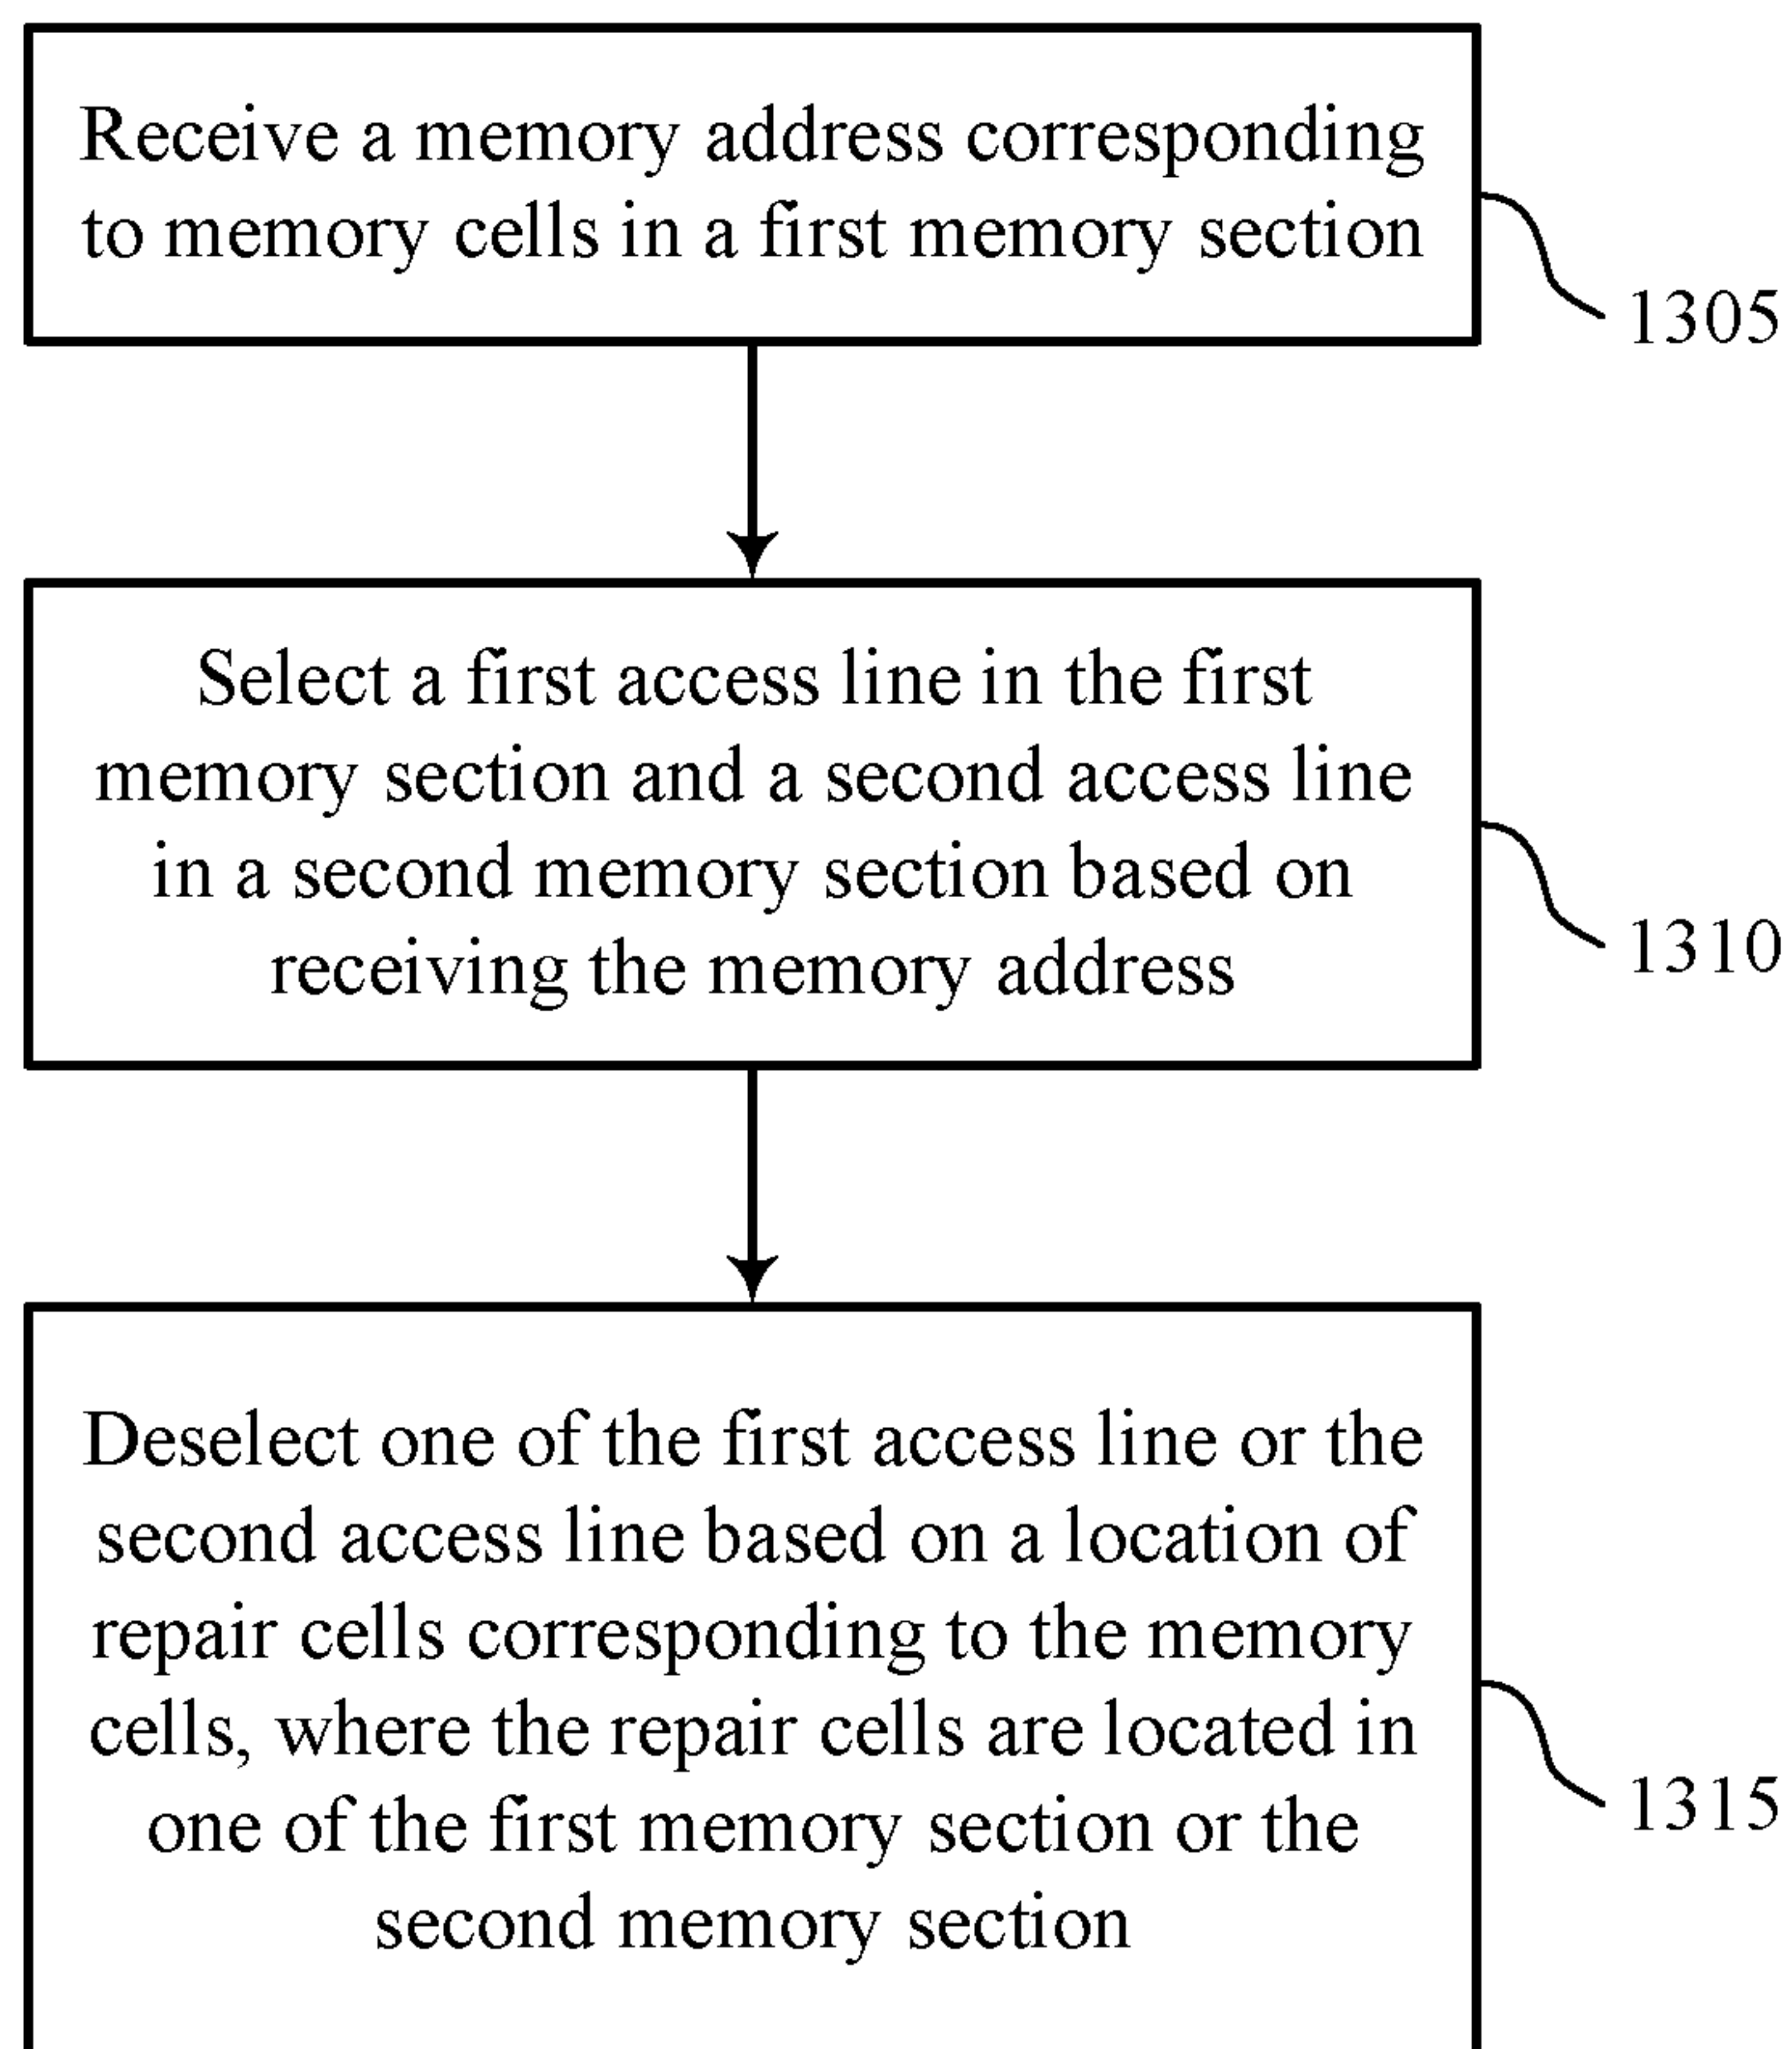 Receive a memory address corresponding
to memory cells in a first memory section
1305
Select a first access line in the first
memory section and a second access line
in a second memory section based on
receiving the memory address
1310
Deselect one of the first access line or the
second access line based on a location of
repair cells corresponding to the memory
cells, where the repair cells are located in
one of the first memory section or the
second memory section
1315